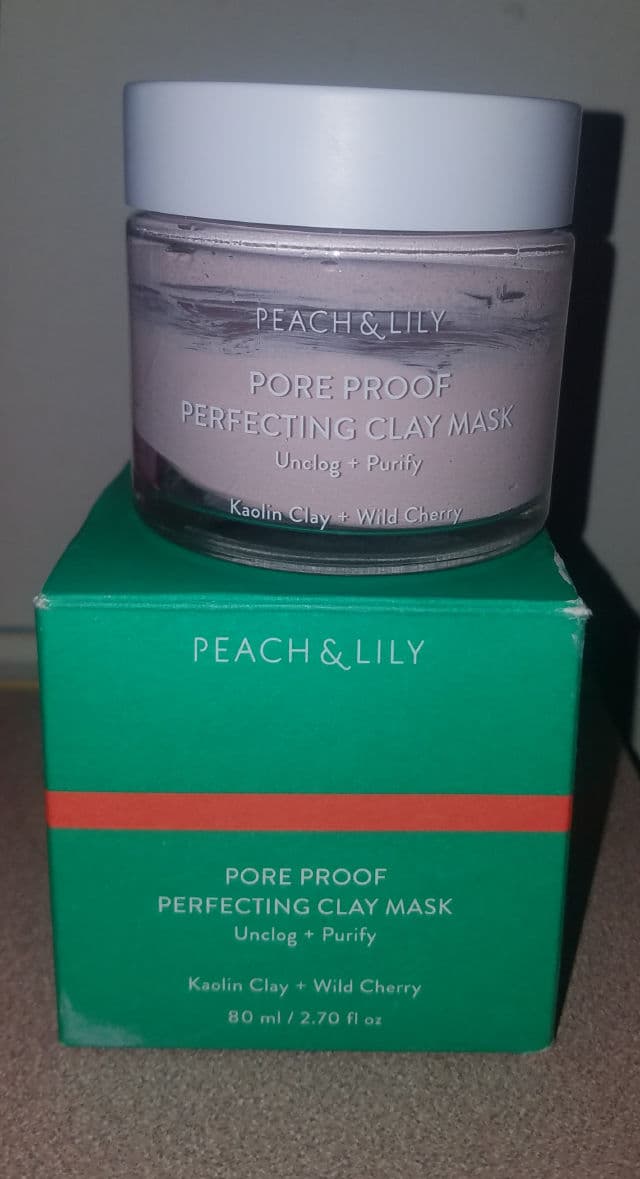 PEACH & LILY
PORE PROOF
PERFECTING CLAY MASK
Unclog + Purify
Kaolin Clay + Wild Cherry
PEACH & LILY
PORE PROOF
PERFECTING CLAY MASK
Unclog + Purify
Kaolin Clay + Wild Cherry
80 ml / 2.70 fl oz